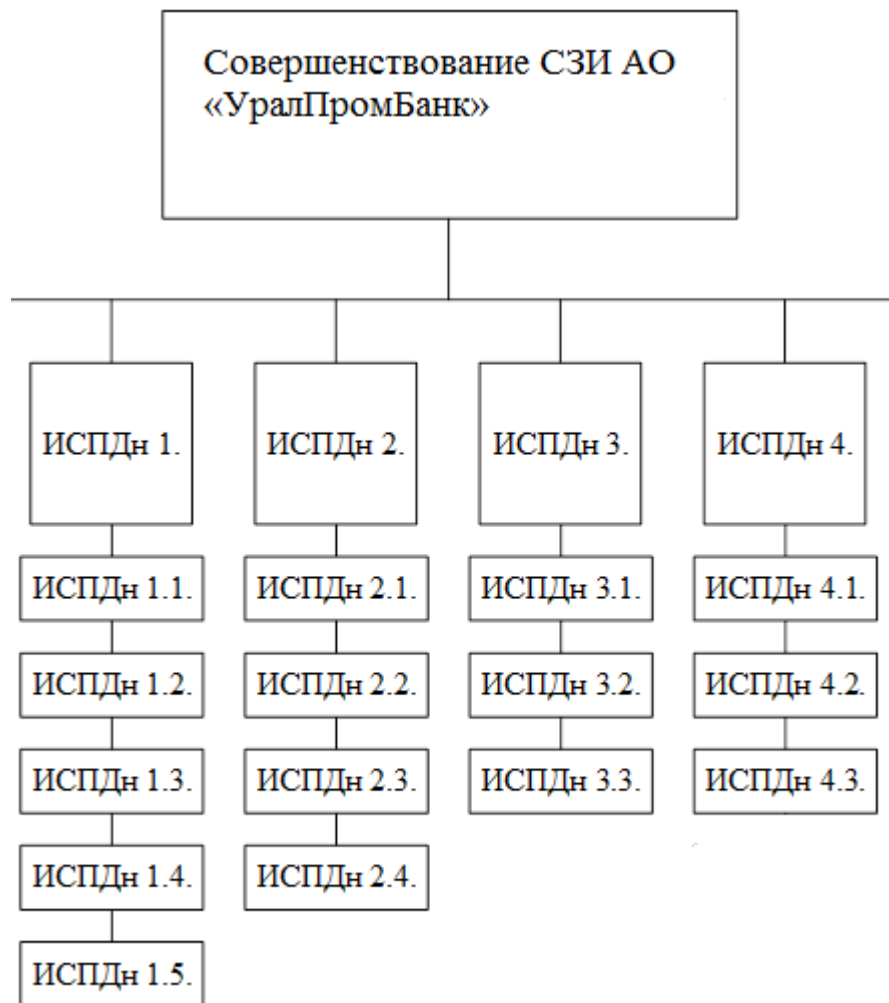 Совершенствование СЗИ АО
«УралПромБанк»
ИСПДн 1.
ИСПДн 2.
ИСПДн 3.
ИСПДн 4.
ИСПДн 1.1.
ИСПДн 2.1.
ИСПДн 3.1.
ИСПДн 4.1.
ИСПДн 1.2.
ИСПДн 2.2.
ИСПДн 3.2.
ИСПДн 4.2.
ИСПДн 1.3.
ИСПДн 2.3.
ИСПДн 3.3.
ИСПДн 4.3.
ИСПДн 1.4.
ИСПДн 2.4.
ИСПДн 1.5.